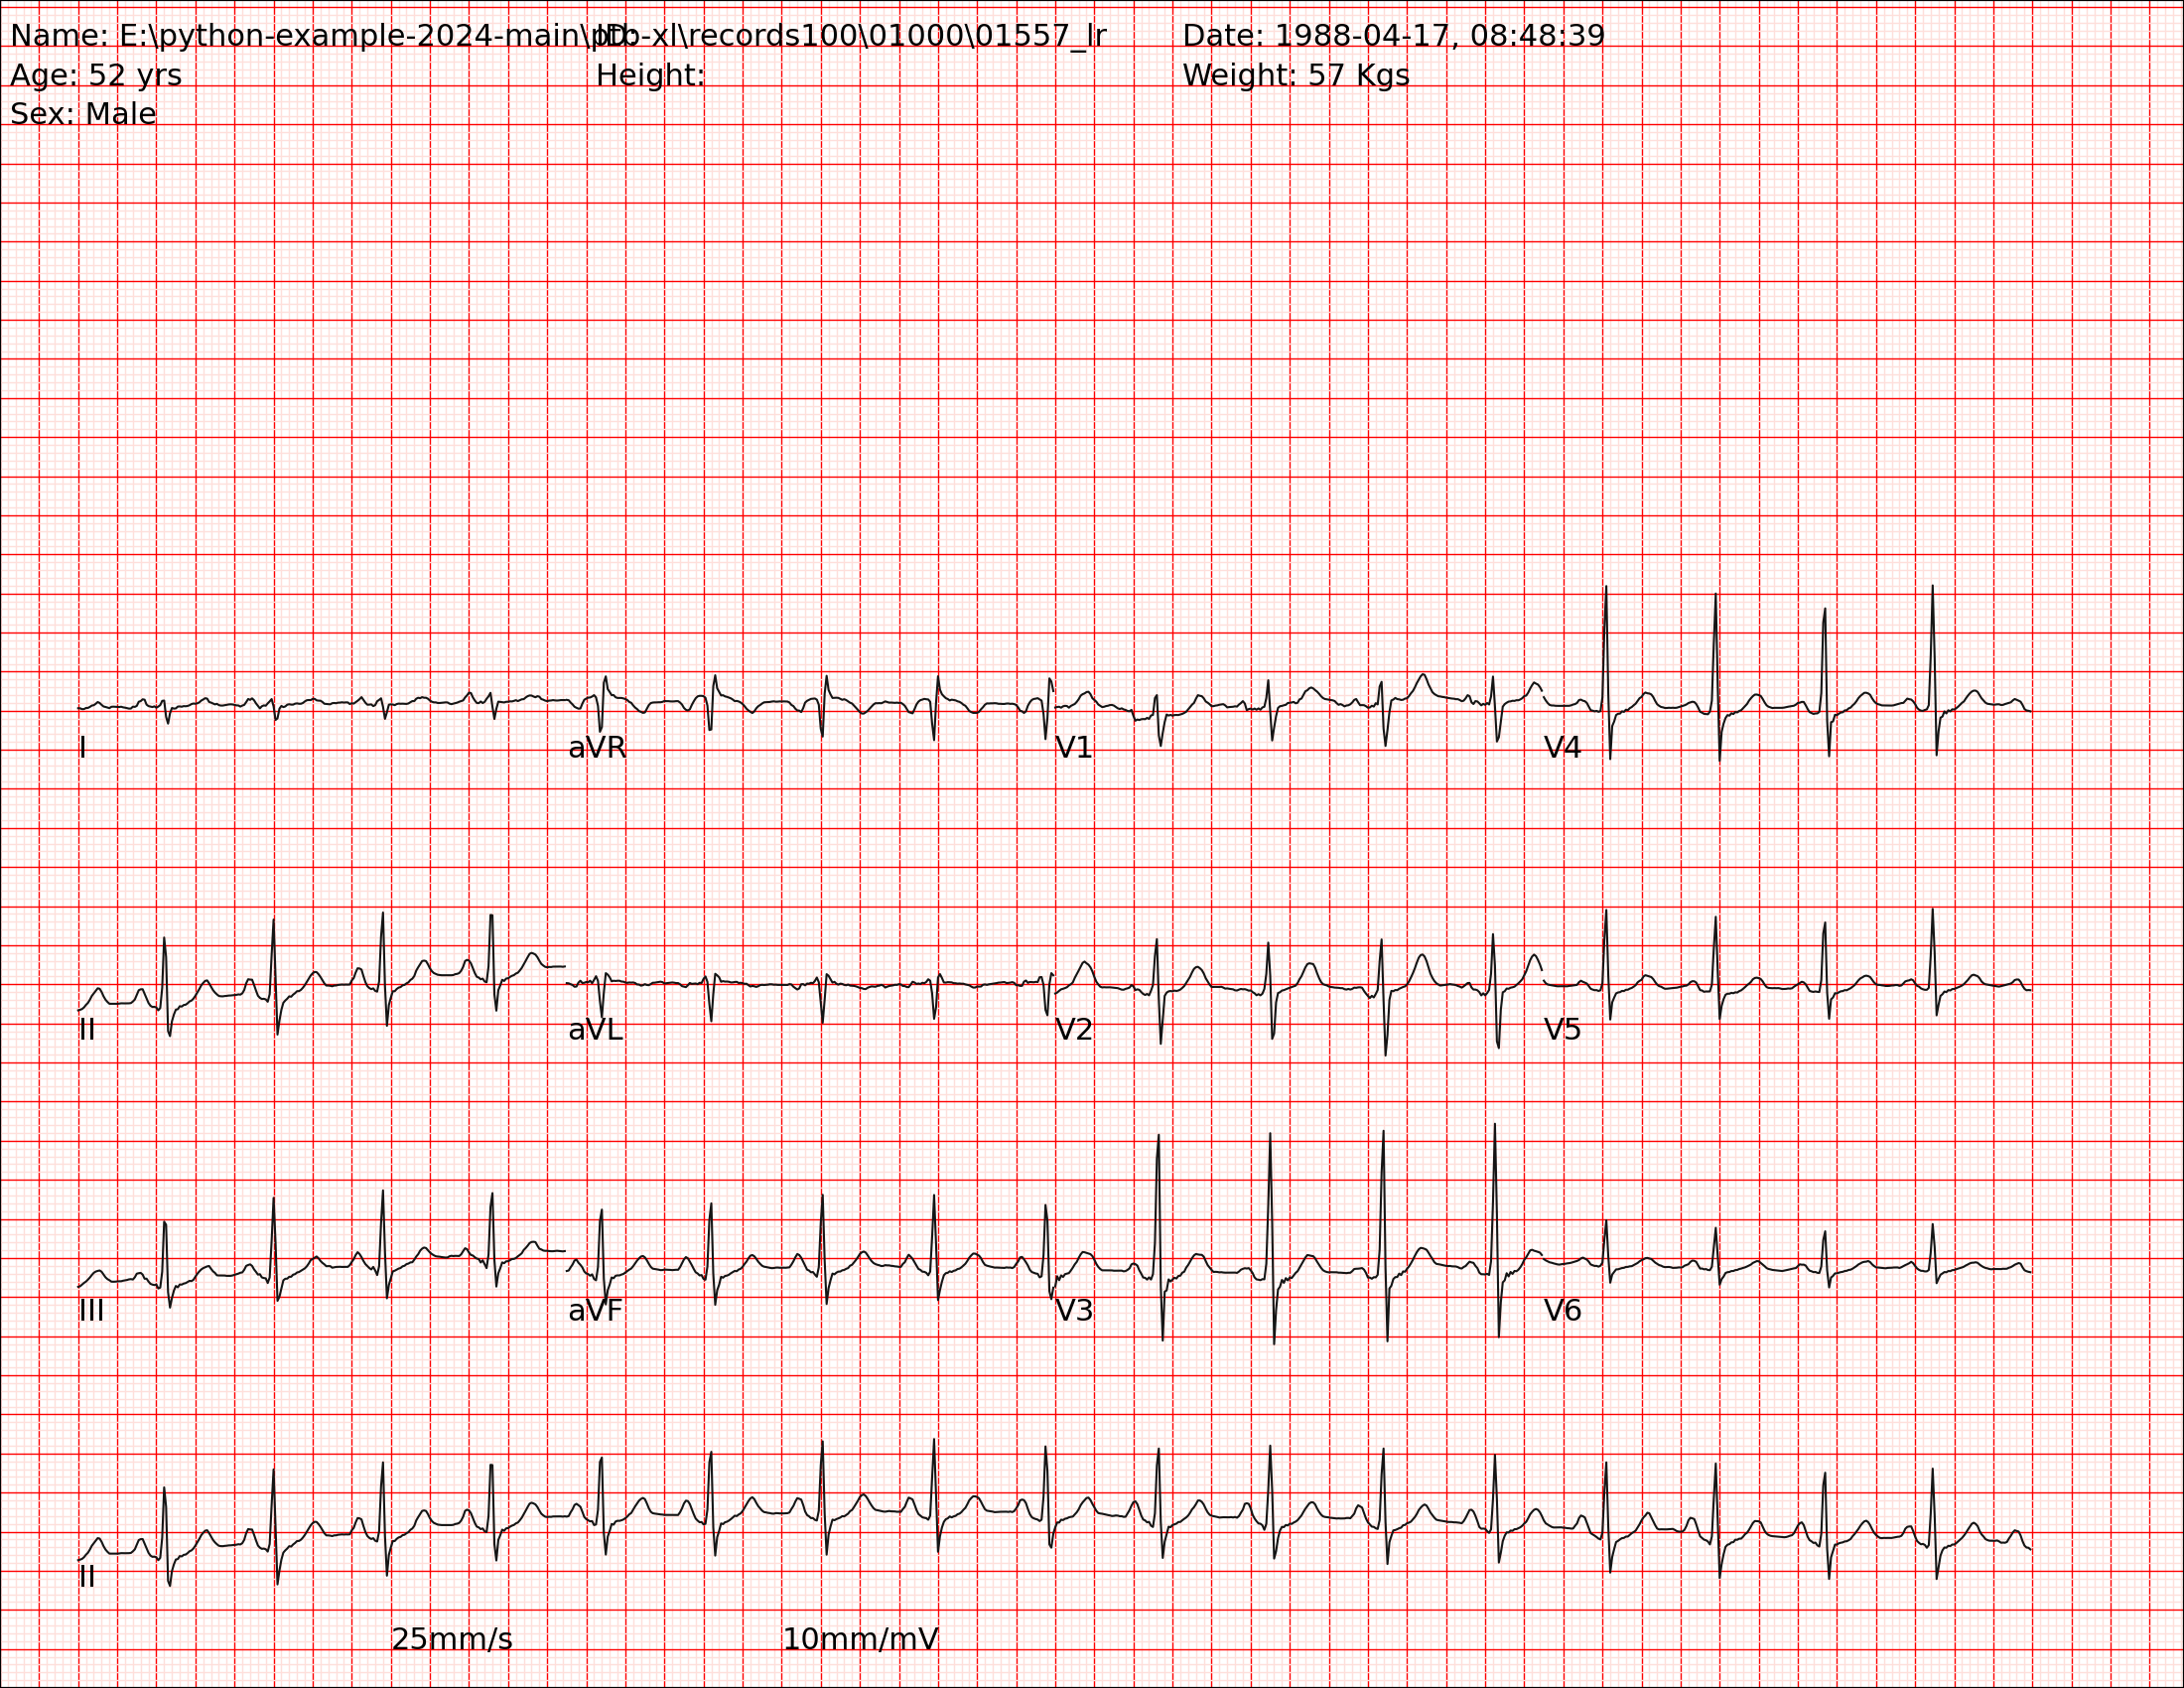 Name: E:\python-example-2024-main\ptb-xl\records100\01000\01557_lr ID: Date: 1988-04-17, 08:48:39
Age: 52 yrs Height: Weight: 57 Kgs
Sex: Male
I aVR V1 V4
II aVL V2 V5
III aVF V3 V6
II
25mm/s 10mm/mV